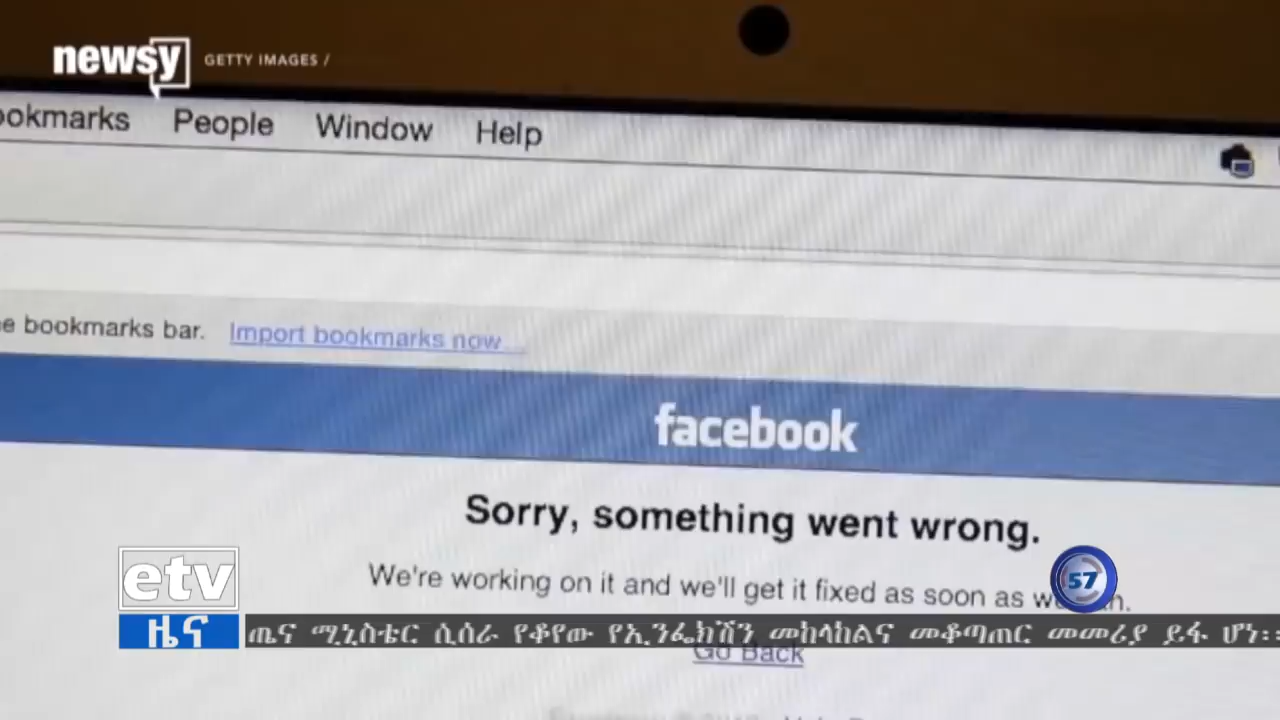 newsy GETTY IMAGES /
ookmarks People Window Help
e bookmarks bar. Import bookmarks now...
facebook
Sorry, something went wrong.
We're working on it and we'll get it fixed as soon as we can.
etv
57
ዜና ጤና ሚኒስቴር ሲሰራ የቆየው የኢንፌክሽን መከላከልና መቆጣጠር መመሪያ ይፋ ሆነ፡፡
Go Back